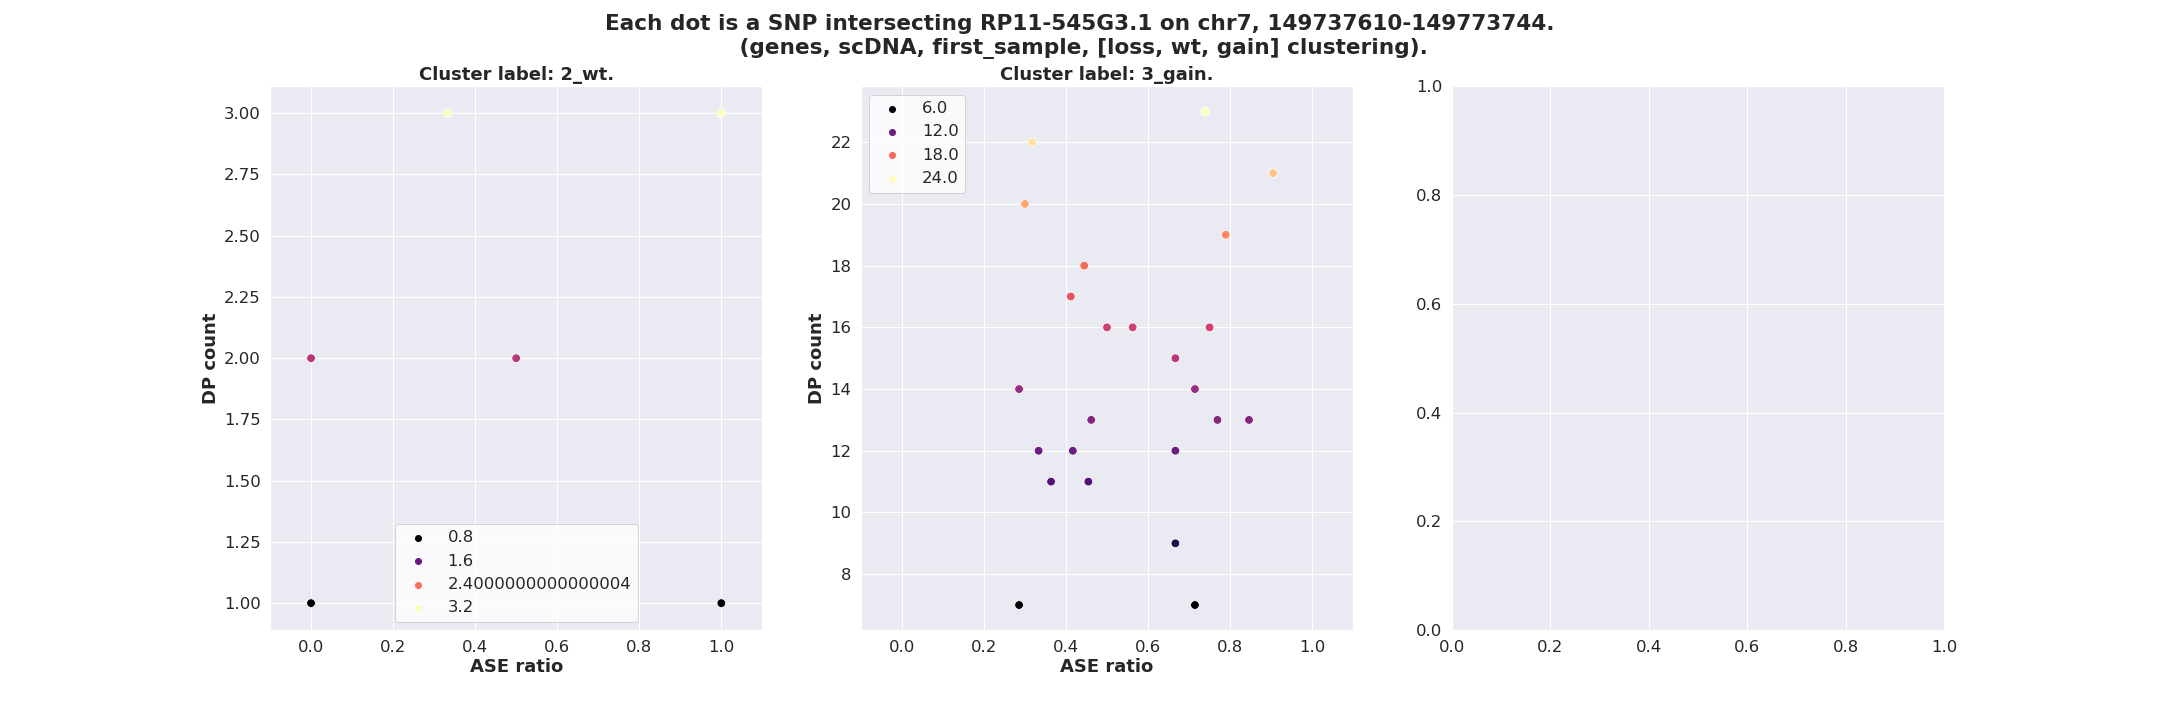 Each dot is a SNP intersecting RP11-545G3.1 on chr7, 149737610-149773744.
(genes, scDNA, first_sample, [loss, wt, gain] clustering).
Cluster label: 2_wt.
3.00
2.75
2.50
2.25
2.00
1.75
1.50
1.25
1.00
DP count
0.8
1.6
2.4000000000000004
3.2
0.0 0.2 0.4 0.6 0.8 1.0
ASE ratio
Cluster label: 3_gain.
6.0
12.0
18.0
24.0
22
20
18
16
14
12
10
8
DP count
0.0 0.2 0.4 0.6 0.8 1.0
ASE ratio
1.0
0.8
0.6
0.4
0.2
0.0
0.0 0.2 0.4 0.6 0.8 1.0